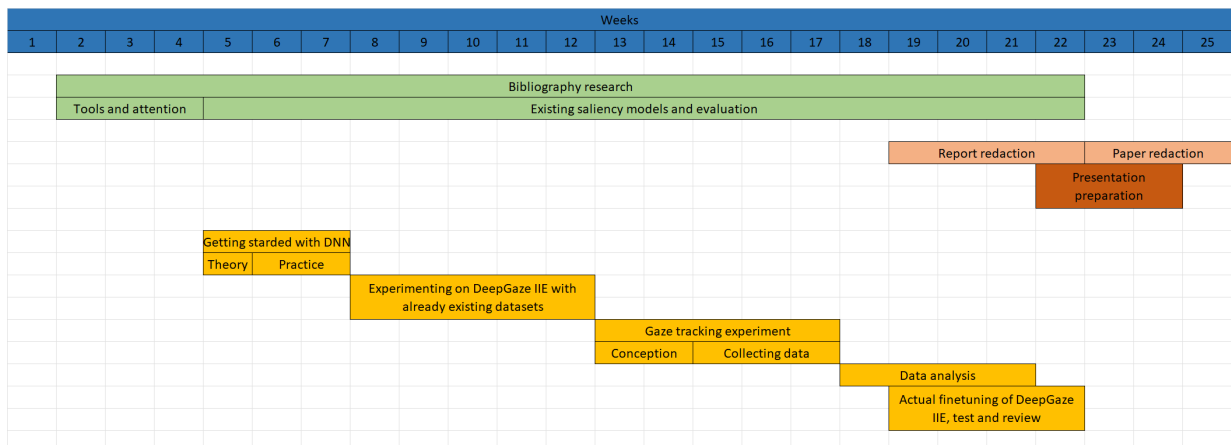 Weeks
1 2 3 4 5 6 7 8 9 10 11 12 13 14 15 16 17 18 19 20 21 22 23 24 25
Bibliography research
Tools and attention Existing saliency models and evaluation
Report redaction Paper redaction
Presentation
preparation
Getting starded with DNN
Theory Practice
Experimenting on DeepGaze IIE with
already existing datasets
Gaze tracking experiment
Conception Collecting data
Data analysis
Actual finetuning of DeepGaze
IIE, test and review